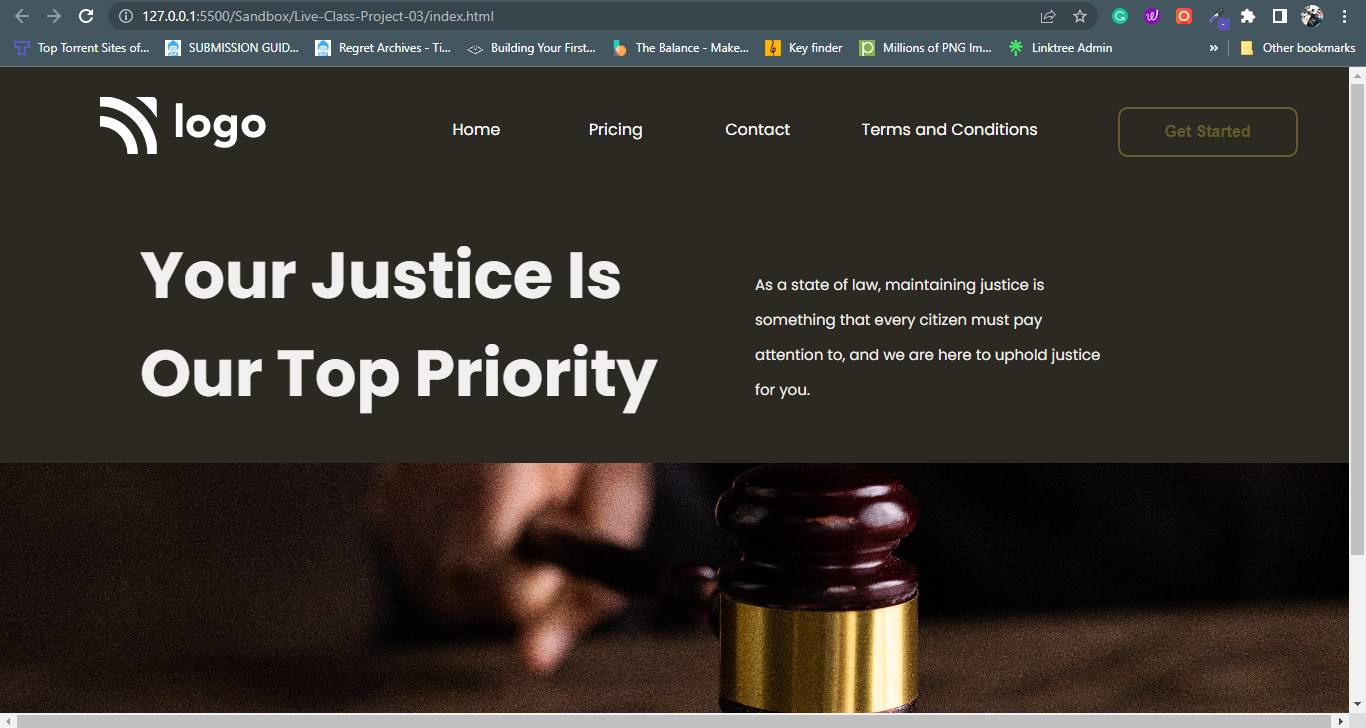 127.0.0.1:5500/Sandbox/Live-Class-Project-03/index.html
Top Torrent Sites of... SUBMISSION GUID... Regret Archives - Ti... Building Your First... The Balance - Make... Key finder Millions of PNG Im... Linktree Admin » Other bookmarks
logo Home Pricing Contact Terms and Conditions Get Started
Your Justice Is
Our Top Priority
As a state of law, maintaining justice is
something that every citizen must pay
attention to, and we are here to uphold justice
for you.